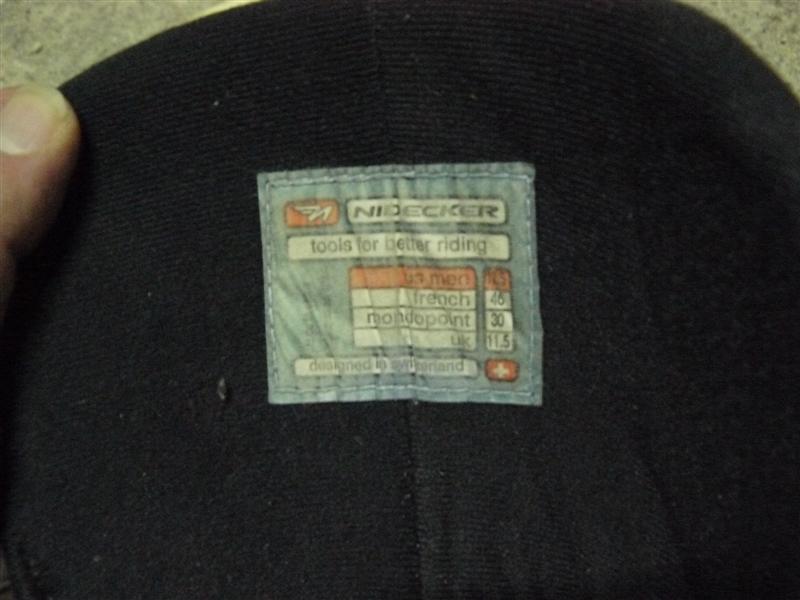 NIDECKER
tools for better riding
us men
french 46
mondopoint 30
uk 11.5
designed in switzerland